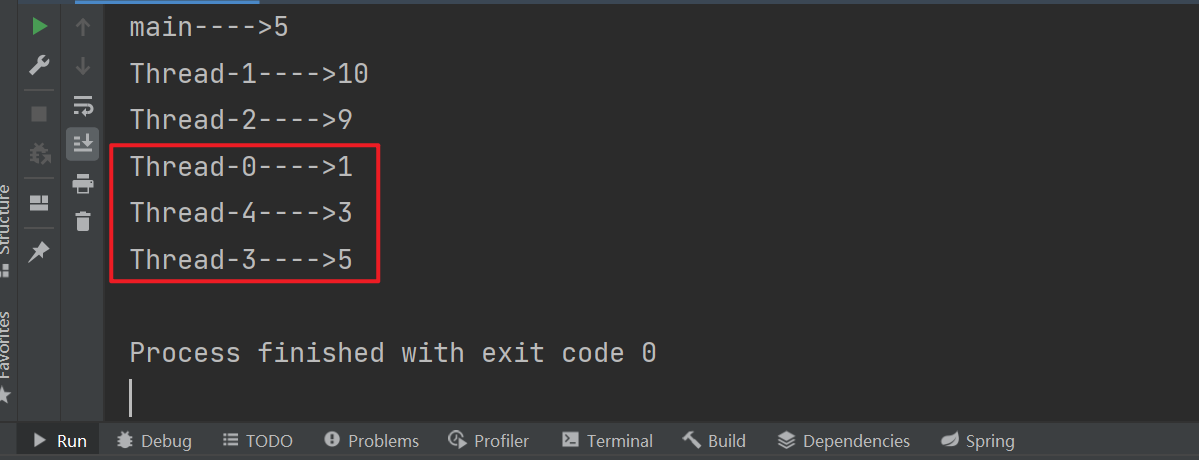 main---->5
Thread-1---->10
Thread-2---->9
Thread-0---->1
Thread-4---->3
Thread-3---->5
Process finished with exit code 0
Structure
Favorites
Run
Debug
TODO
Problems
Profiler
Terminal
Build
Dependencies
Spring